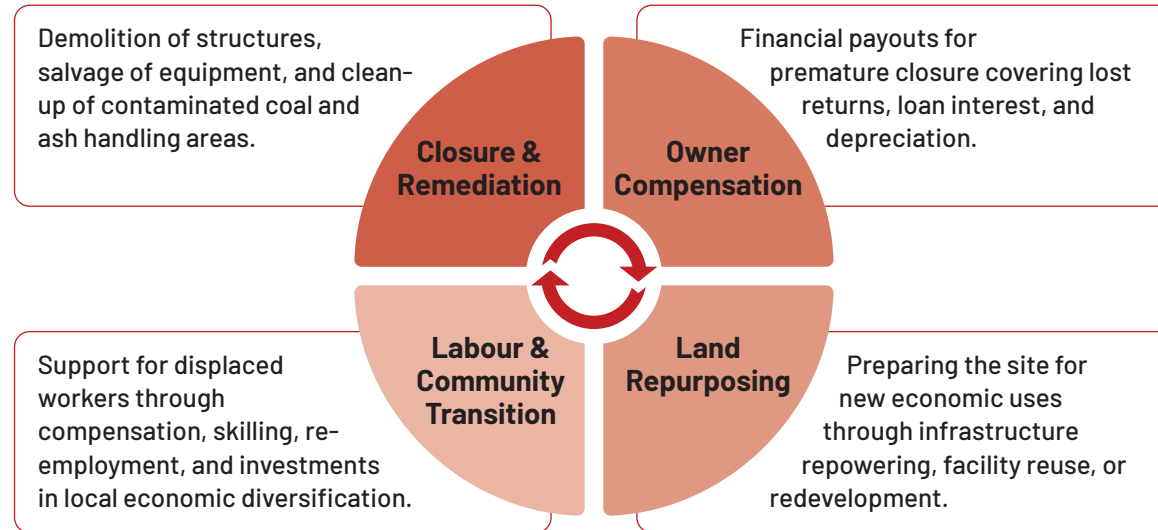 Demolition of structures,
salvage of equipment, and clean-
up of contaminated coal and
ash handling areas.
Closure &
Remediation
Financial payouts for
premature closure covering lost
returns, loan interest, and
depreciation.
Owner
Compensation
Support for displaced
workers through
compensation, skilling, re-
employment, and investments
in local economic diversification.
Labour &
Community
Transition
Land
Repurposing
Preparing the site for
new economic uses
through infrastructure
repowering, facility reuse, or
redevelopment.